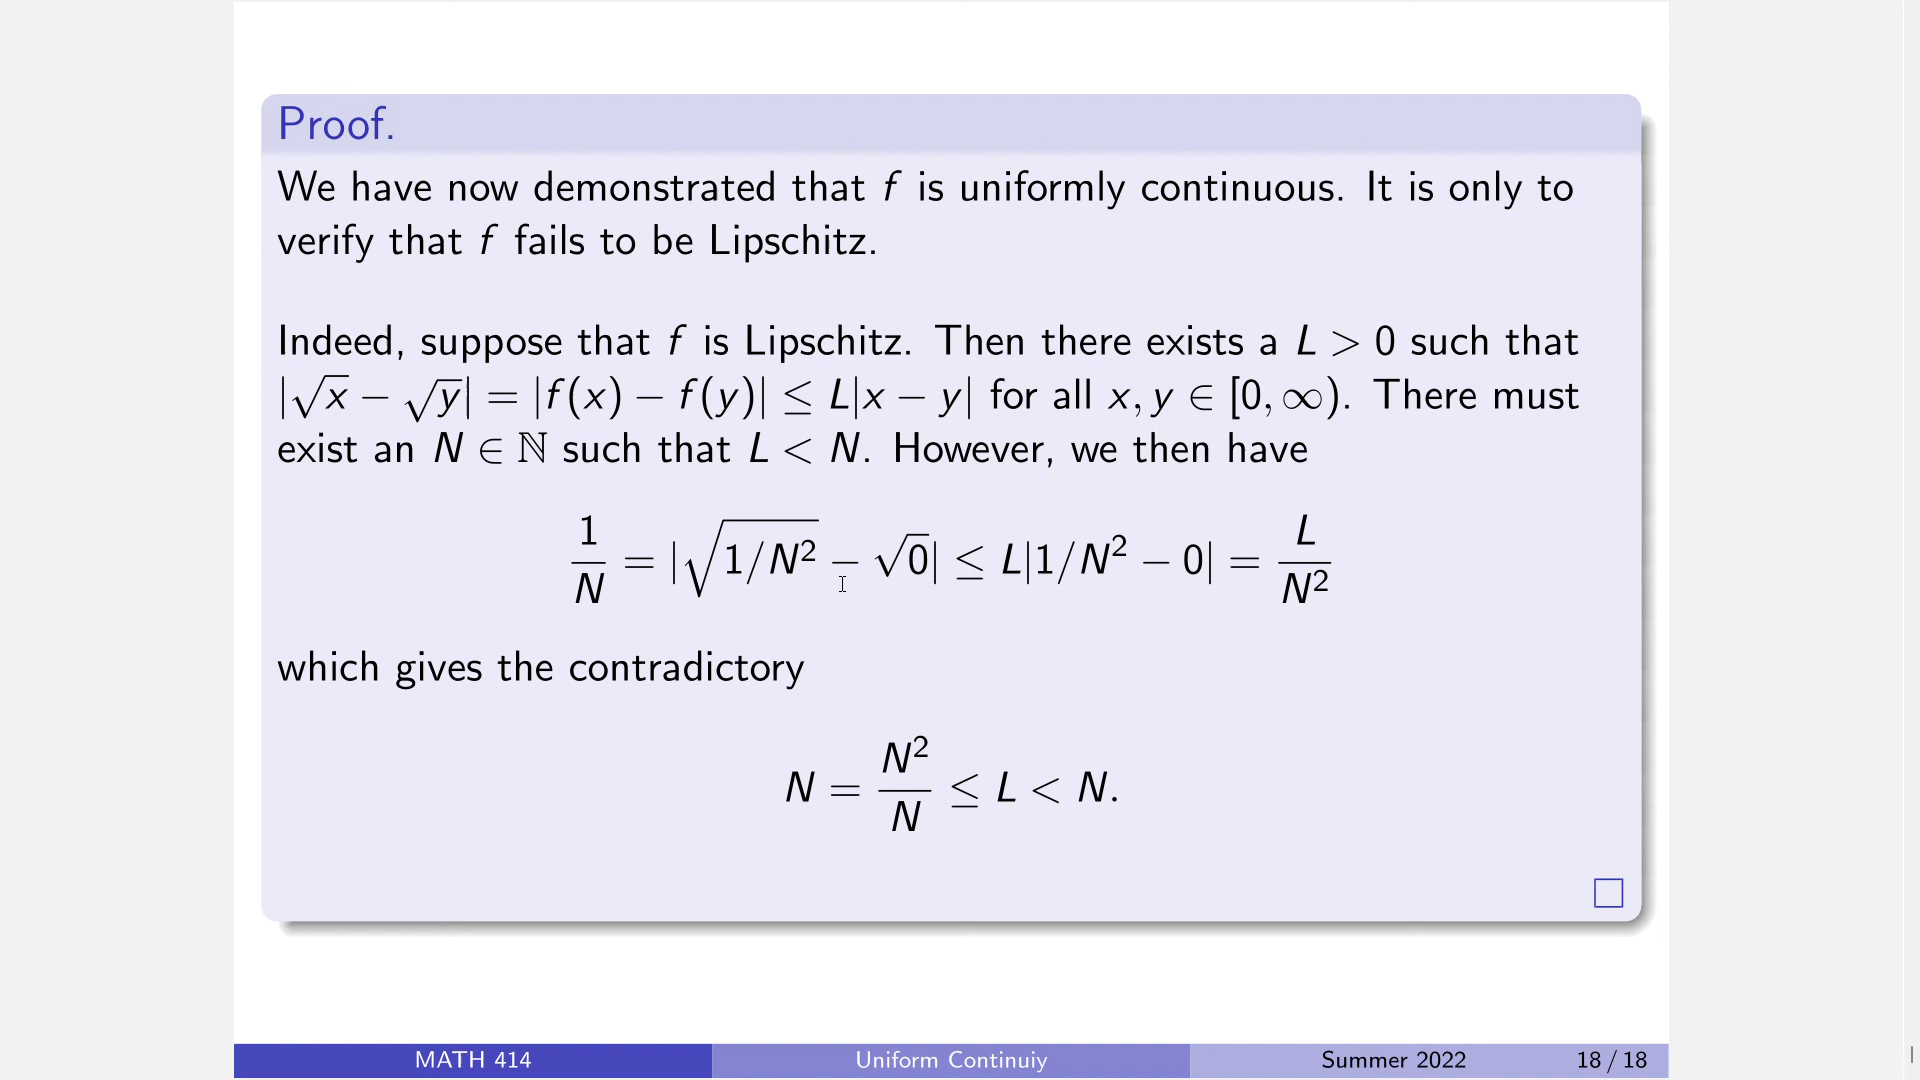 Proof.
We have now demonstrated that f is uniformly continuous. It is only to
verify that f fails to be Lipschitz.
Indeed, suppose that f is Lipschitz. Then there exists a L > 0 such that
|√x − √y| = |f(x) − f(y)| ≤ L|x − y| for all x, y ∈ [0, ∞). There must
exist an N ∈ ℕ such that L < N. However, we then have
1/N = |√(1/N²) − √0| ≤ L|1/N² − 0| = L/N²
which gives the contradictory
N = N²/N ≤ L < N.
□
MATH 414 Uniform Continuiy Summer 2022 18 / 18